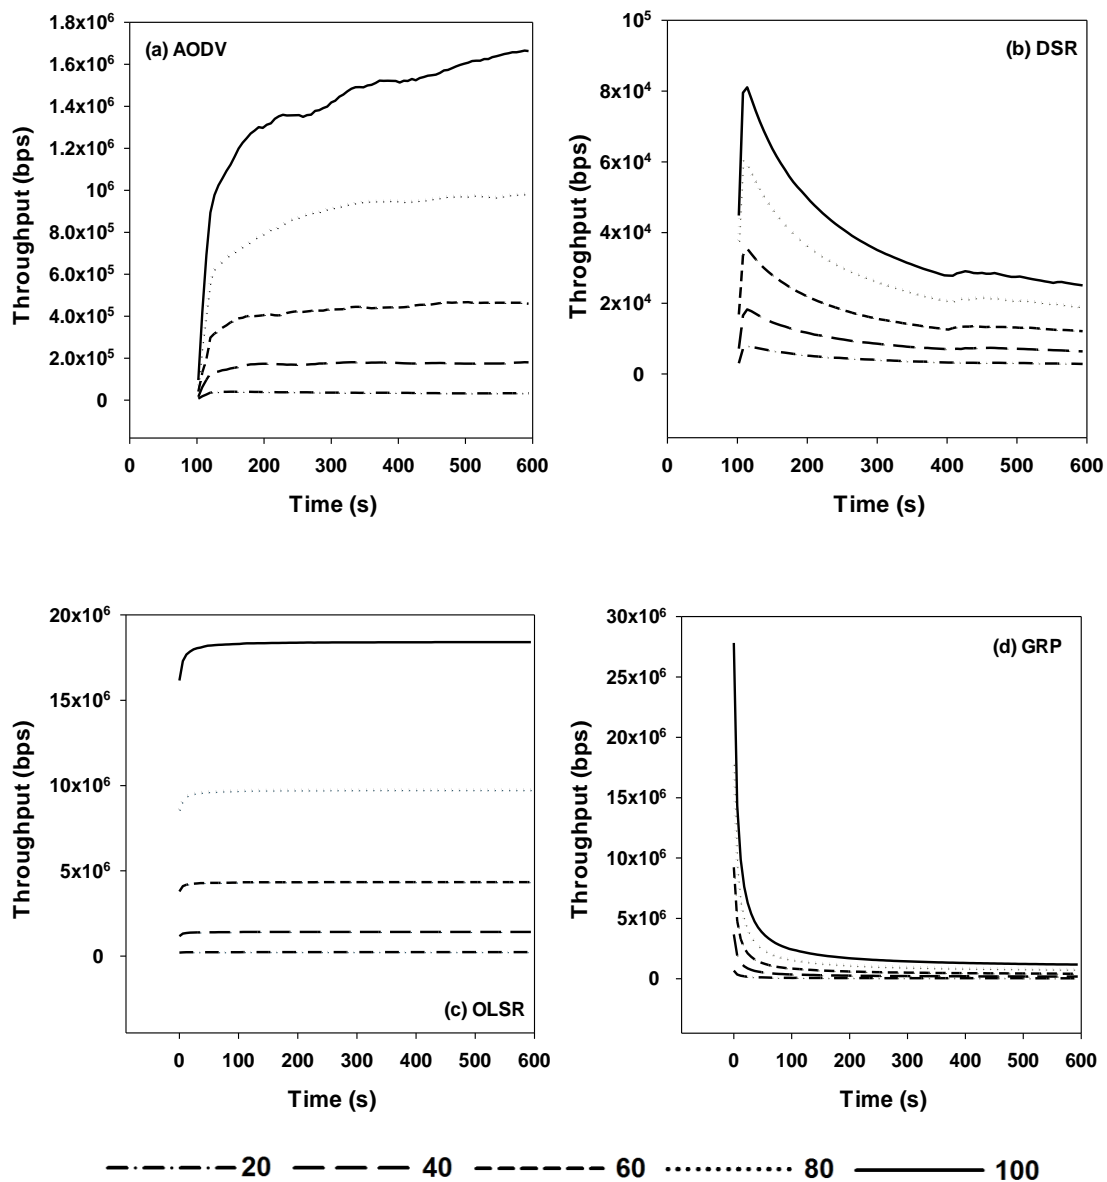 1.8x10⁶
(a) AODV
1.6x10⁶
1.4x10⁶
1.2x10⁶
10⁶
8.0x10⁵
6.0x10⁵
4.0x10⁵
2.0x10⁵
0
Throughput (bps)
0 100 200 300 400 500 600
Time (s)
10⁵
(b) DSR
8x10⁴
6x10⁴
4x10⁴
2x10⁴
0
Throghput (bps)
0 100 200 300 400 500 600
Time (s)
20x10⁶
15x10⁶
10x10⁶
5x10⁶
0
(c) OLSR
Throughput (bps)
0 100 200 300 400 500 600
Time (s)
30x10⁶
(d) GRP
25x10⁶
20x10⁶
15x10⁶
10x10⁶
5x10⁶
0
Throughput (bps)
0 100 200 300 400 500 600
Time (s)
20 40 60 80 100